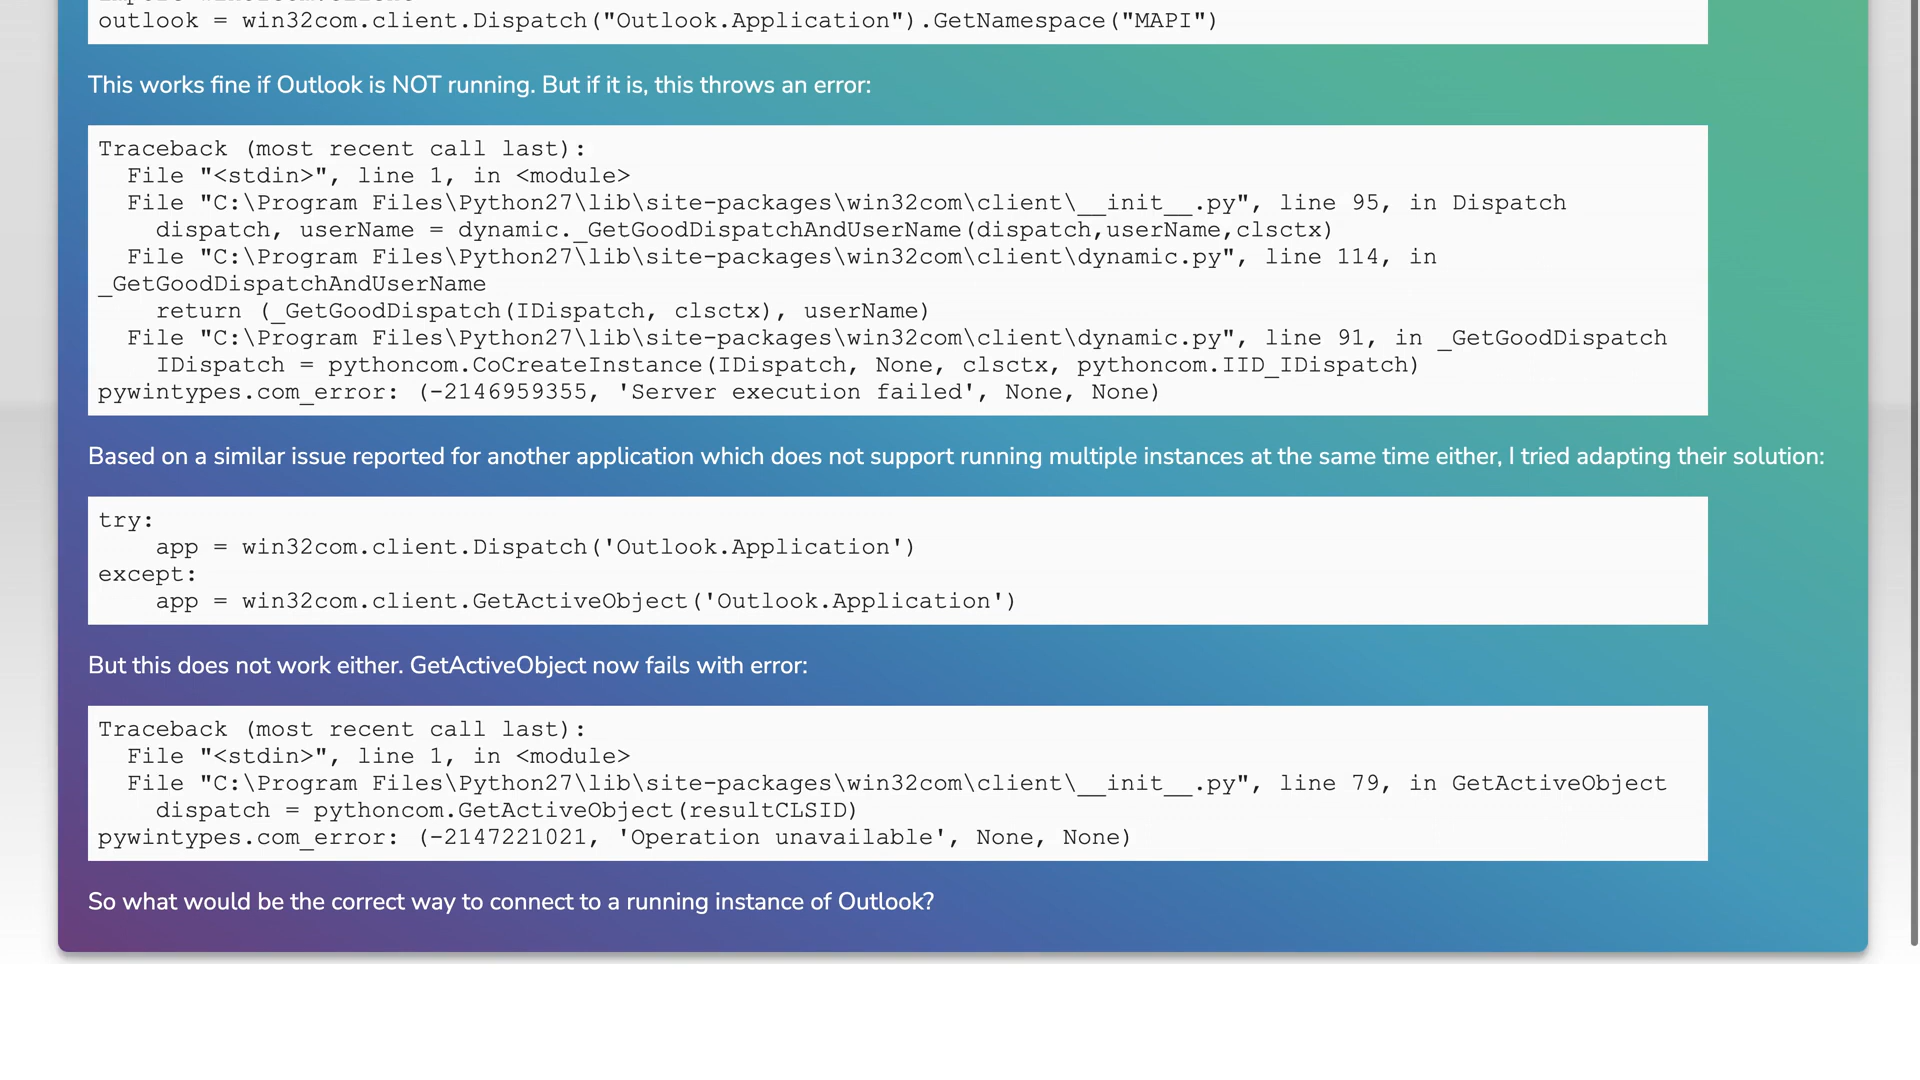 outlook = win32com.client.Dispatch("Outlook.Application").GetNamespace("MAPI")
This works fine if Outlook is NOT running. But if it is, this throws an error:
Traceback (most recent call last):
  File "<stdin>", line 1, in <module>
  File "C:\Program Files\Python27\lib\site-packages\win32com\client\__init__.py", line 95, in Dispatch
    dispatch, userName = dynamic._GetGoodDispatchAndUserName(dispatch,userName,clsctx)
  File "C:\Program Files\Python27\lib\site-packages\win32com\client\dynamic.py", line 114, in
_GetGoodDispatchAndUserName
    return (_GetGoodDispatch(IDispatch, clsctx), userName)
  File "C:\Program Files\Python27\lib\site-packages\win32com\client\dynamic.py", line 91, in _GetGoodDispatch
    IDispatch = pythoncom.CoCreateInstance(IDispatch, None, clsctx, pythoncom.IID_IDispatch)
pywintypes.com_error: (-2146959355, 'Server execution failed', None, None)
Based on a similar issue reported for another application which does not support running multiple instances at the same time either, I tried adapting their solution:
try:
    app = win32com.client.Dispatch('Outlook.Application')
except:
    app = win32com.client.GetActiveObject('Outlook.Application')
But this does not work either. GetActiveObject now fails with error:
Traceback (most recent call last):
  File "<stdin>", line 1, in <module>
  File "C:\Program Files\Python27\lib\site-packages\win32com\client\__init__.py", line 79, in GetActiveObject
    dispatch = pythoncom.GetActiveObject(resultCLSID)
pywintypes.com_error: (-2147221021, 'Operation unavailable', None, None)
So what would be the correct way to connect to a running instance of Outlook?